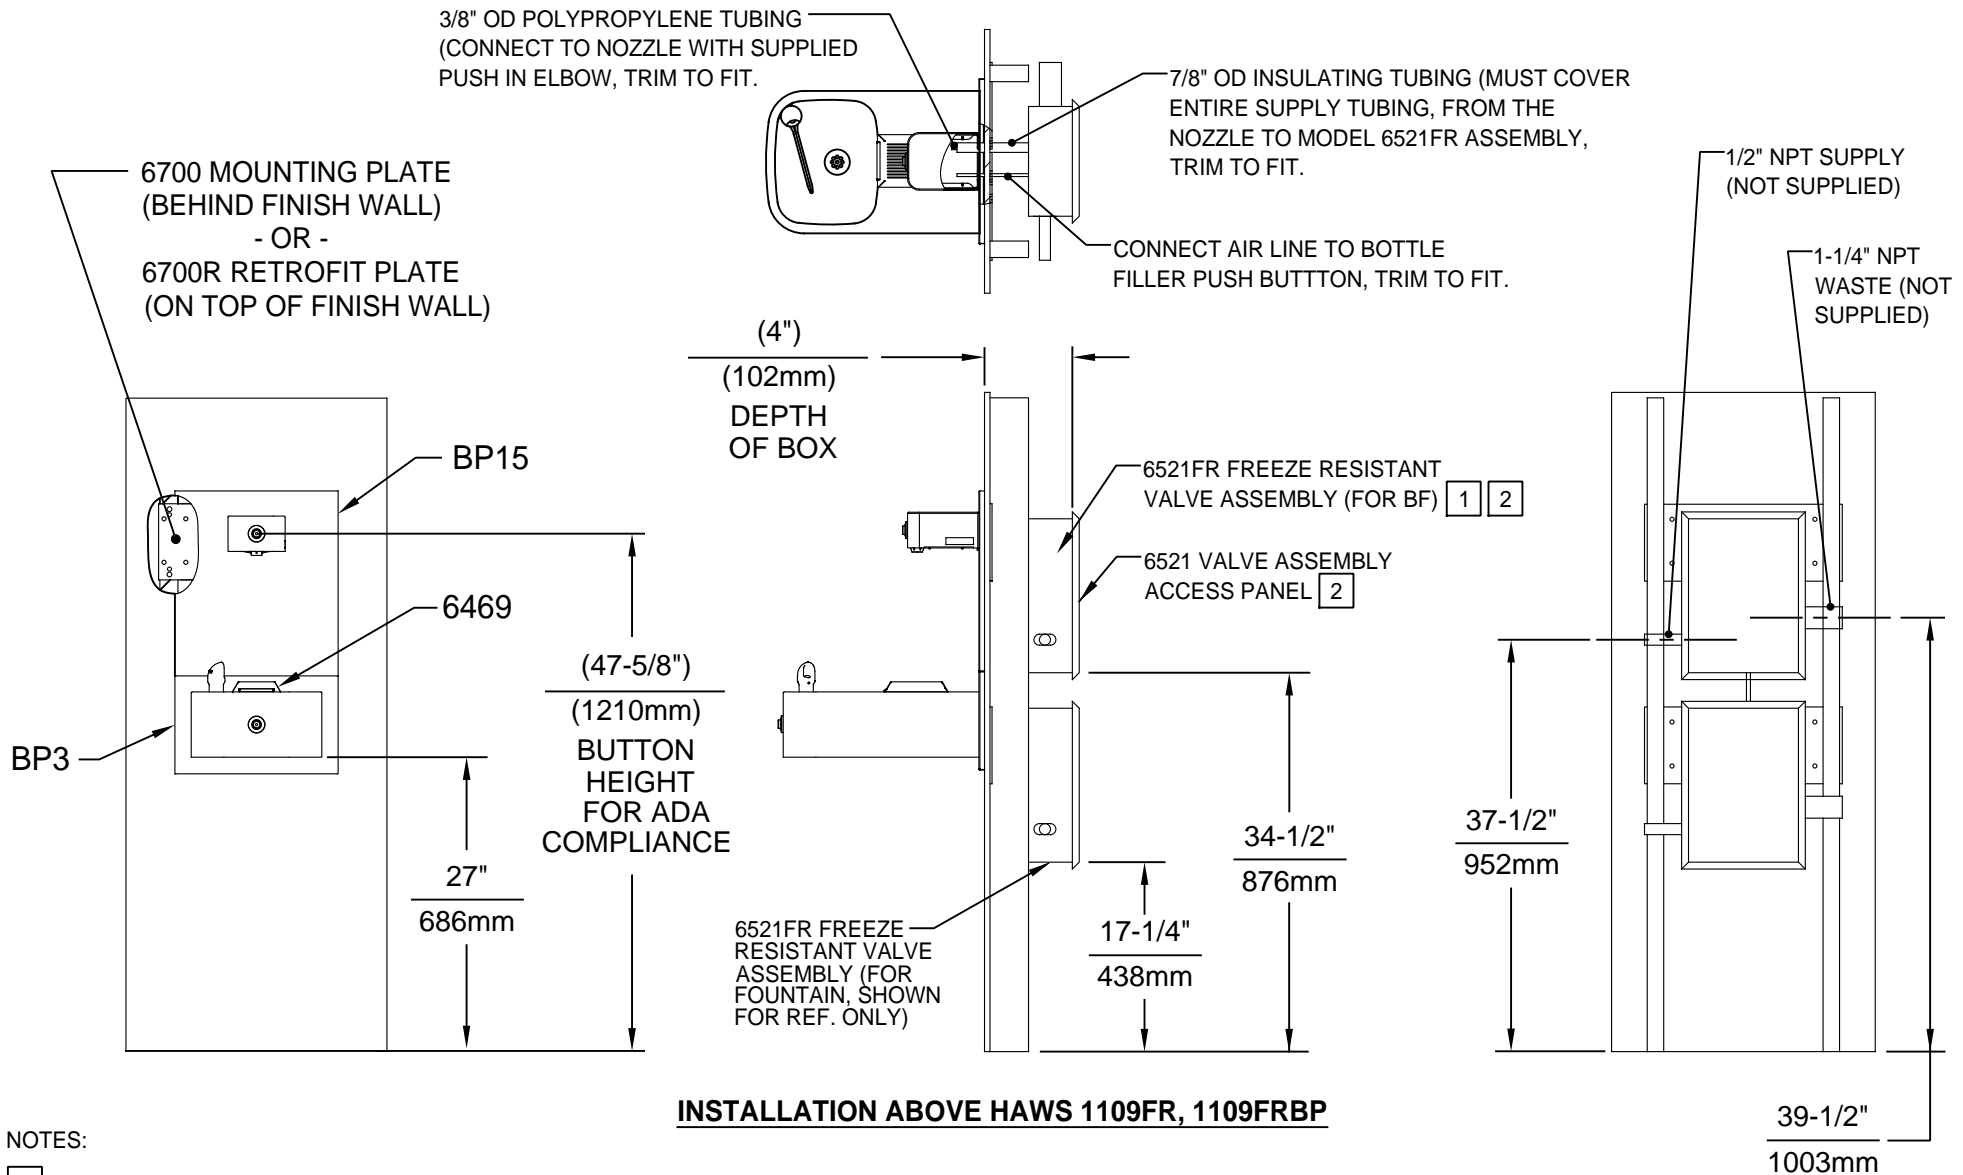 3/8" OD POLYPROPYLENE TUBING
(CONNECT TO NOZZLE WITH SUPPLIED
PUSH IN ELBOW, TRIM TO FIT.
7/8" OD INSULATING TUBING (MUST COVER
ENTIRE SUPPLY TUBING, FROM THE
NOZZLE TO MODEL 6521FR ASSEMBLY,
TRIM TO FIT.
1/2" NPT SUPPLY
(NOT SUPPLIED)
6700 MOUNTING PLATE
(BEHIND FINISH WALL)
- OR -
6700R RETROFIT PLATE
(ON TOP OF FINISH WALL)
CONNECT AIR LINE TO BOTTLE
FILLER PUSH BUTTTON, TRIM TO FIT.
1-1/4" NPT
WASTE (NOT
SUPPLIED)
(4")
(102mm)
DEPTH
OF BOX
BP15
6521FR FREEZE RESISTANT
VALVE ASSEMBLY (FOR BF) 1 2
6521 VALVE ASSEMBLY
ACCESS PANEL 2
6469
(47-5/8")
(1210mm)
BUTTON
HEIGHT
FOR ADA
COMPLIANCE
BP3
27"
686mm
34-1/2"
876mm
37-1/2"
952mm
6521FR FREEZE
RESISTANT VALVE
ASSEMBLY (FOR
FOUNTAIN, SHOWN
FOR REF. ONLY)
17-1/4"
438mm
INSTALLATION ABOVE HAWS 1109FR, 1109FRBP
39-1/2"
1003mm
NOTES: